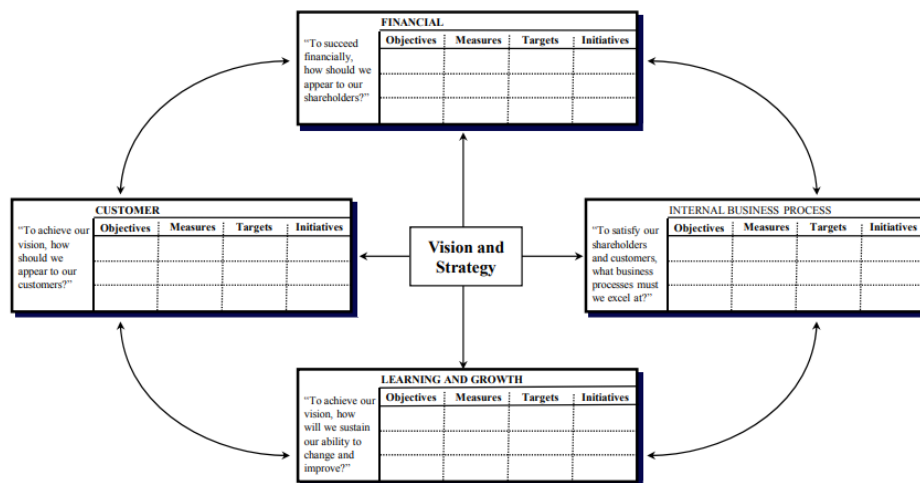 FINANCIAL
Objectives Measures Targets Initiatives
“To succeed
financially,
how should we
appear to our
shareholders?”
CUSTOMER
Objectives Measures Targets Initiatives
“To achieve our
vision, how
should we
appear to our
customers?”
Vision and
Strategy
INTERNAL BUSINESS PROCESS
Objectives Measures Targets Initiatives
“To satisfy our
shareholders
and customers,
what business
processes must
we excel at?”
LEARNING AND GROWTH
Objectives Measures Targets Initiatives
“To achieve our
vision, how
will we sustain
our ability to
change and
improve?”